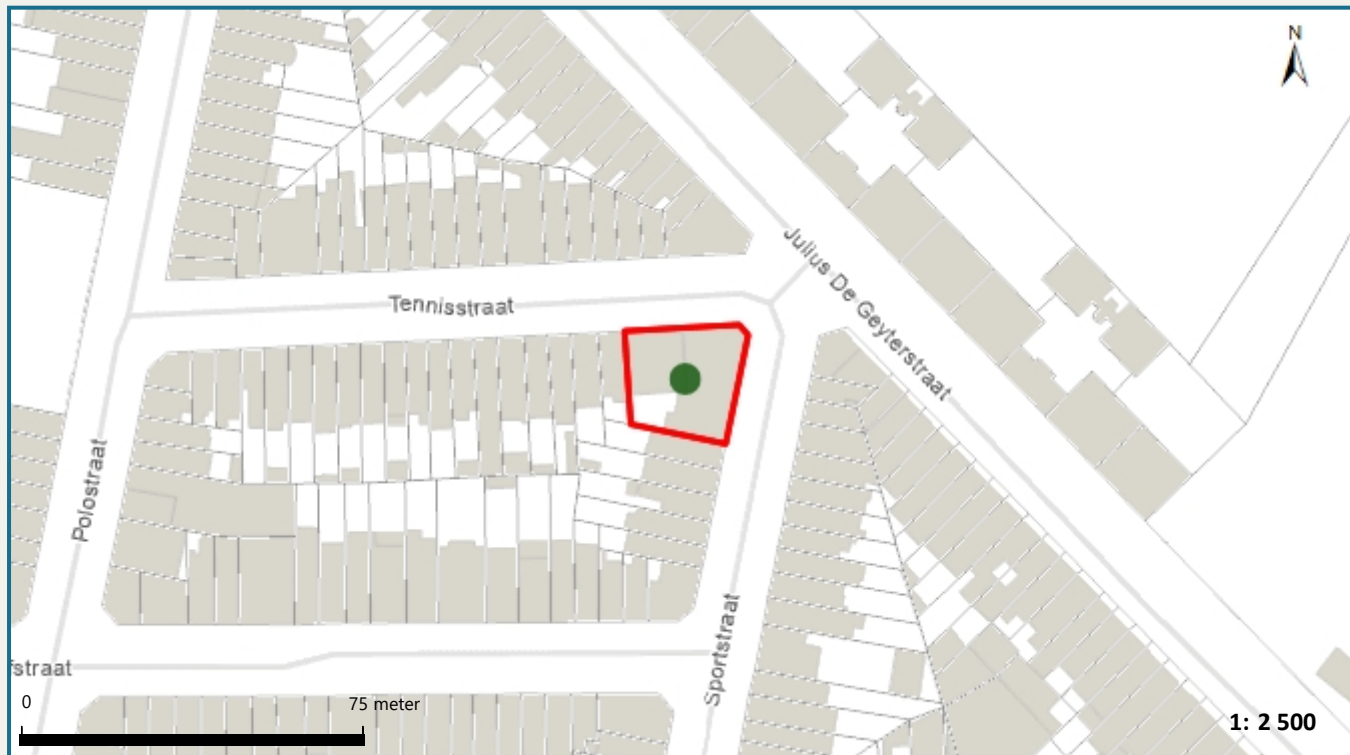 N
Julius De Geyterstraat
Tennisstraat
Polostraat
Sportstraat
fstraat
0
75 meter
1: 2 500